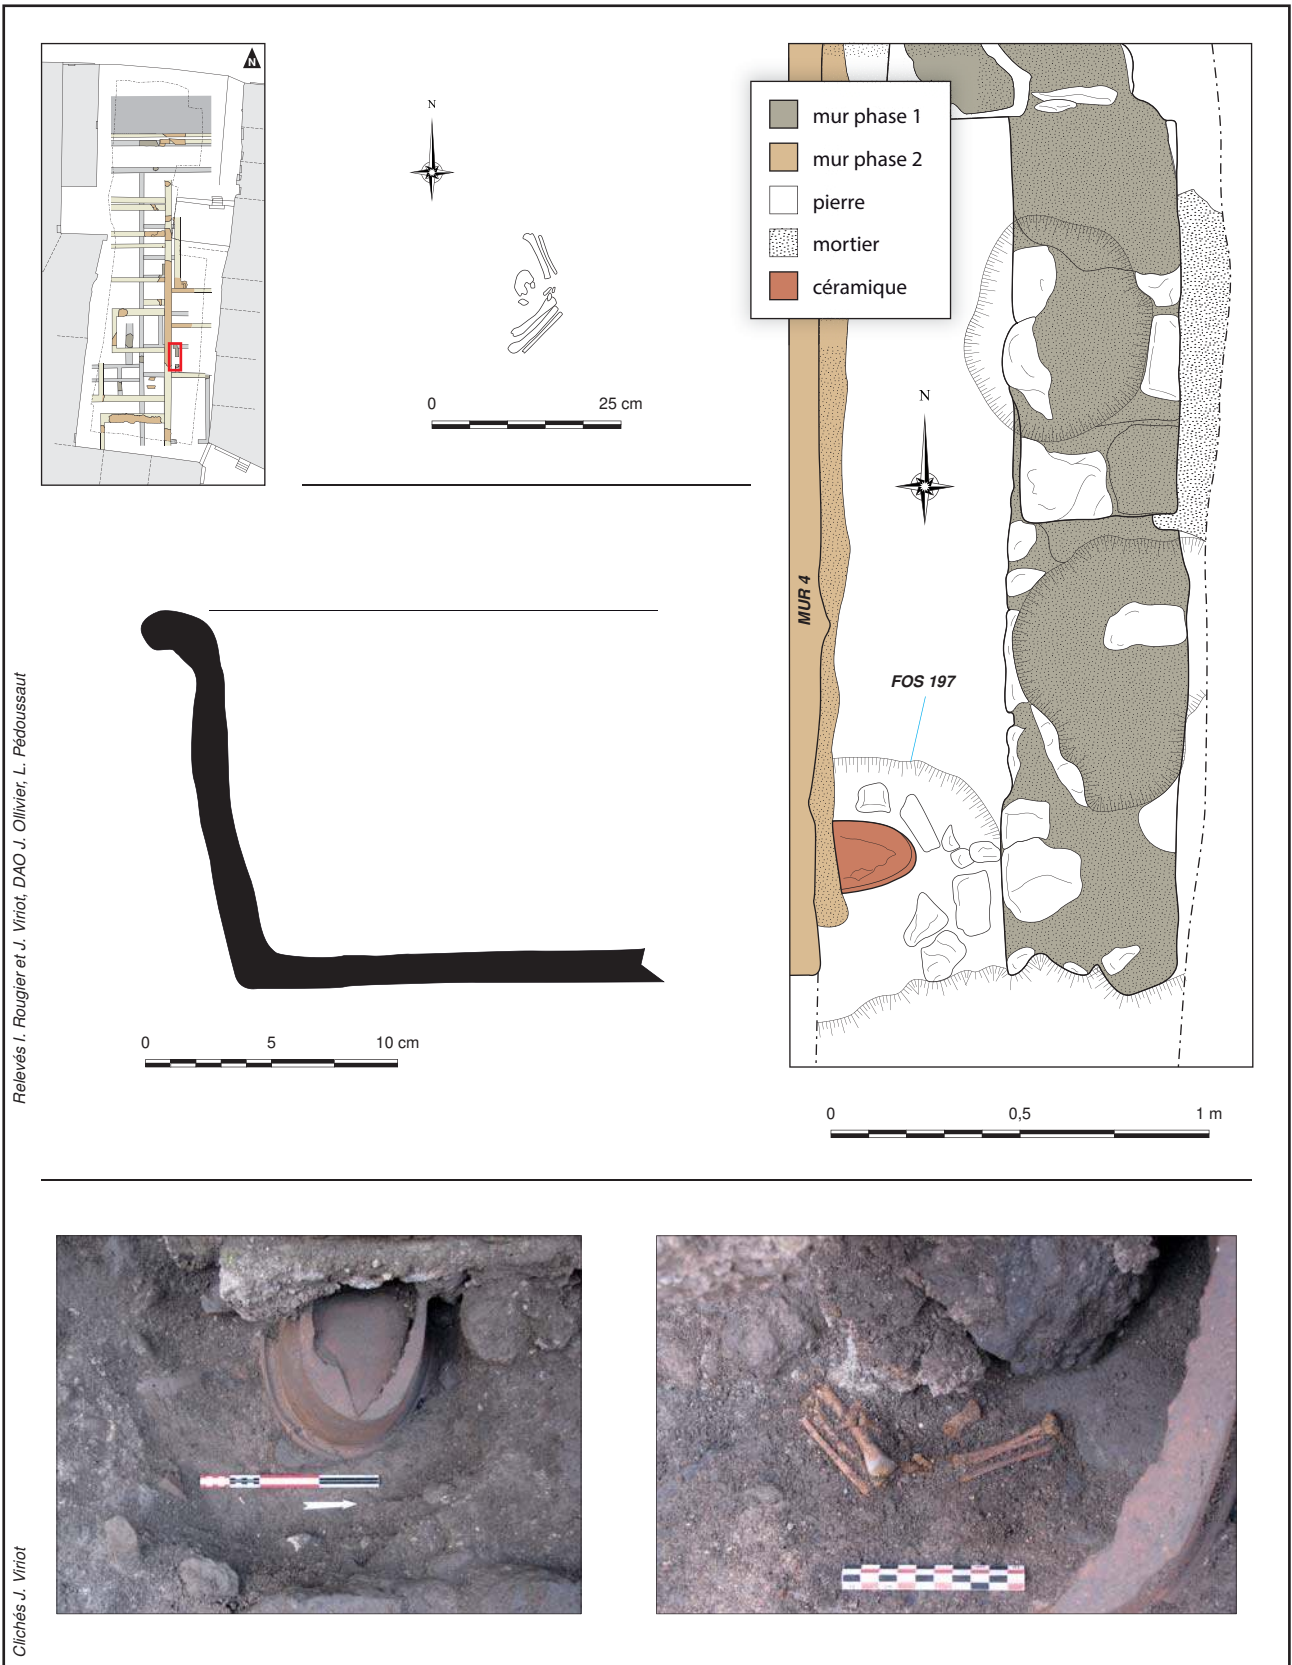 N
N
0 25 cm
mur phase 1
mur phase 2
pierre
mortier
céramique
N
MUR 4
FOS 197
0 5 10 cm
0 0,5 1 m
Relevés I. Rougier et J. Viriot, DAO J. Ollivier, L. Pédoussaut
Clichés J. Viriot